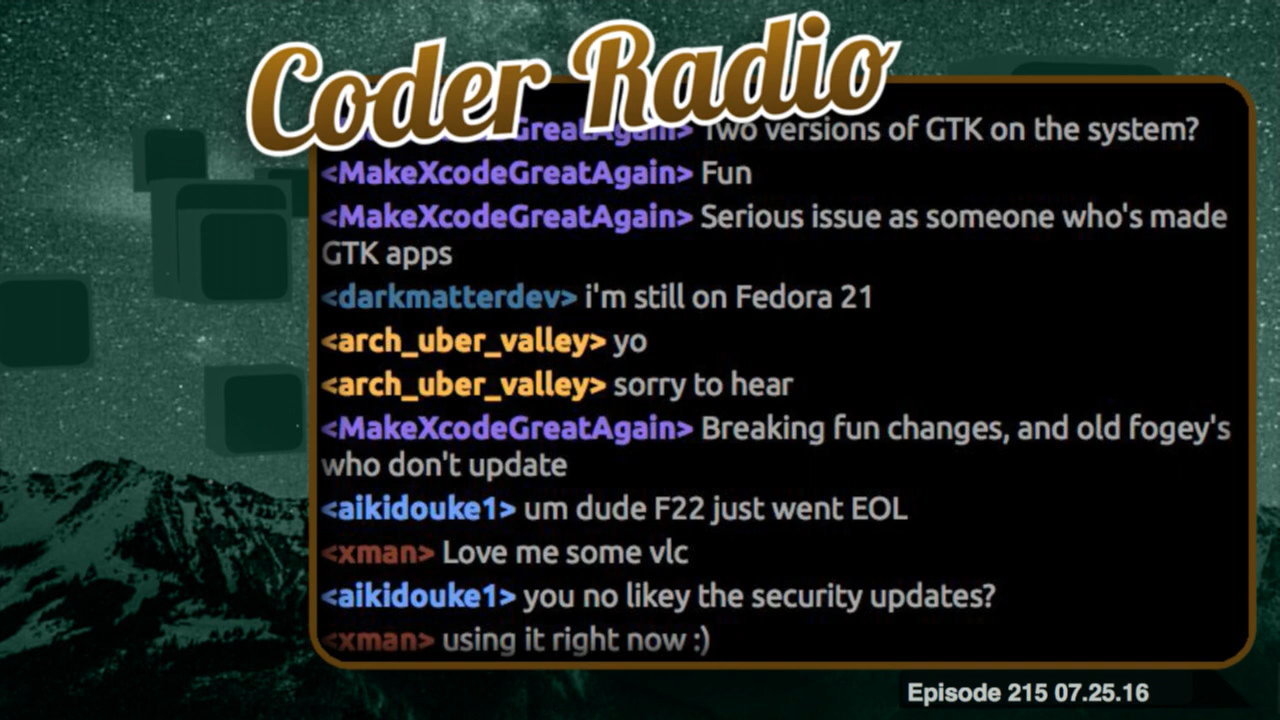 Coder Radio
GreatAgain> Two versions of GTK on the system?
<MakeXcodeGreatAgain> Fun
<MakeXcodeGreatAgain> Serious issue as someone who's made
GTK apps
<darkmatterdev> i'm still on Fedora 21
<arch_uber_valley> yo
<arch_uber_valley> sorry to hear
<MakeXcodeGreatAgain> Breaking fun changes, and old fogey's
who don't update
<aikidouke1> um dude F22 just went EOL
<xman> Love me some vlc
<aikidouke1> you no likey the security updates?
<xman> using it right now :)
Episode 215 07.25.16